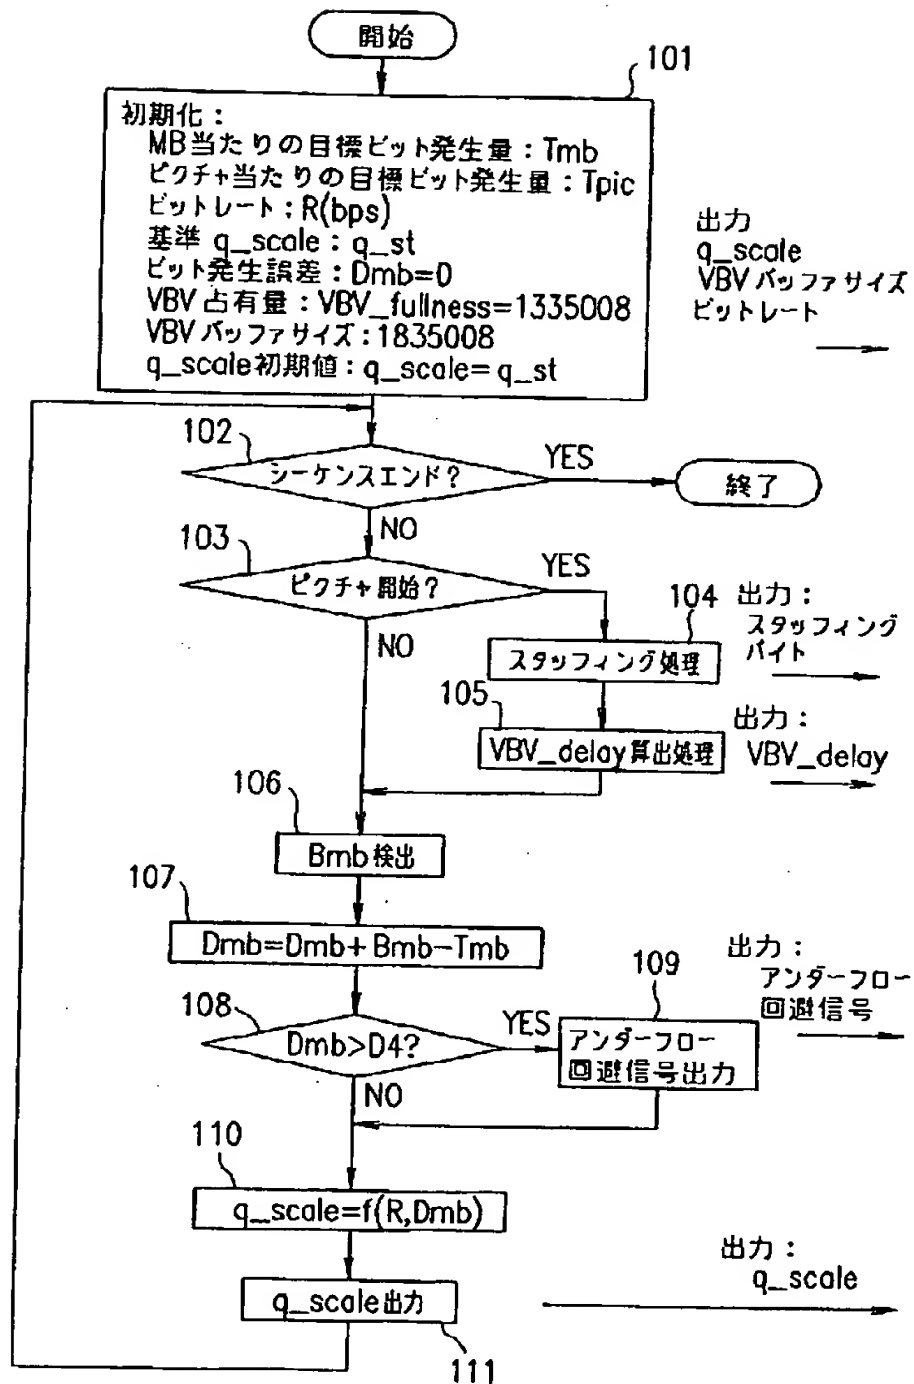 開始
101
初期化：
MB当たりの目標ビット発生量：Tmb
ピクチャ当たりの目標ビット発生量：Tpic
ビットレート：R(bps)
基準 q_scale：q_st
ビット発生誤差：Dmb=0
VBV 占有量：VBV_fullness=1335008
VBV バッファサイズ：1835008
q_scale初期値：q_scale= q_st
出力
q_scale
VBV バッファサイズ
ビットレート
102
シーケンスエンド？
YES
終了
NO
103
ピクチャ開始？
YES
NO
104
スタッフィング処理
出力：
スタッフィング
バイト
105
VBV_delay算出処理
出力：
VBV_delay
106
Bmb検出
107
Dmb=Dmb+Bmb-Tmb
108
Dmb>D4?
YES
NO
109
アンダーフロー
回避信号出力
出力：
アンダーフロー
回避信号
110
q_scale=f(R,Dmb)
q_scale出力
111
出力：
q_scale